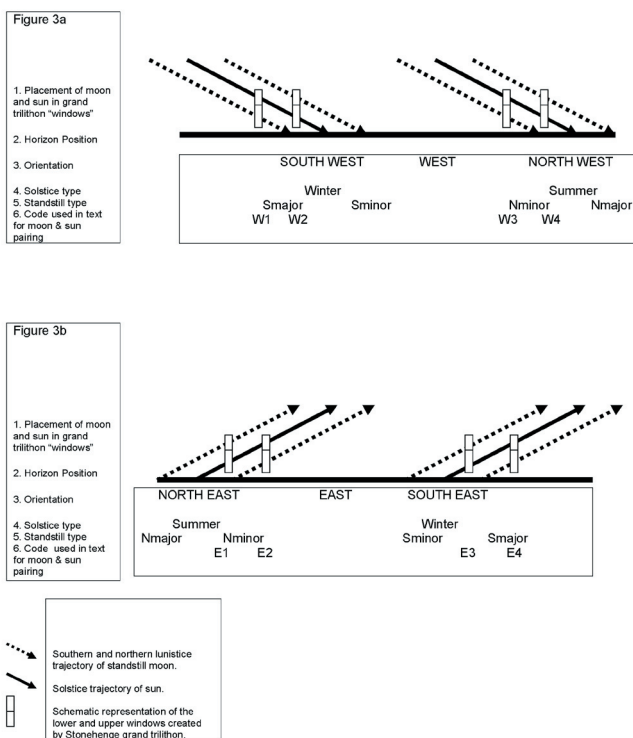 Figure 3a
1. Placement of moon
and sun in grand
trilithon "windows"
2. Horizon Position
3. Orientation
4. Solstice type
5. Standstill type
6. Code used in text
for moon & sun
pairing
SOUTH WEST WEST NORTH WEST
Winter Summer
Smajor Sminor Nminor Nmajor
W1 W2 W3 W4
Figure 3b
1. Placement of moon
and sun in grand
trilithon "windows"
2. Horizon Position
3. Orientation
4. Solstice type
5. Standstill type
6. Code used in text
for moon & sun
pairing
NORTH EAST EAST SOUTH EAST
Summer Winter
Nmajor Nminor Sminor Smajor
E1 E2 E3 E4
Southern and northern lunistice
trajectory of standstill moon.
Solstice trajectory of sun.
Schematic representation of the
lower and upper windows created
by Stonehenge grand trilithon.